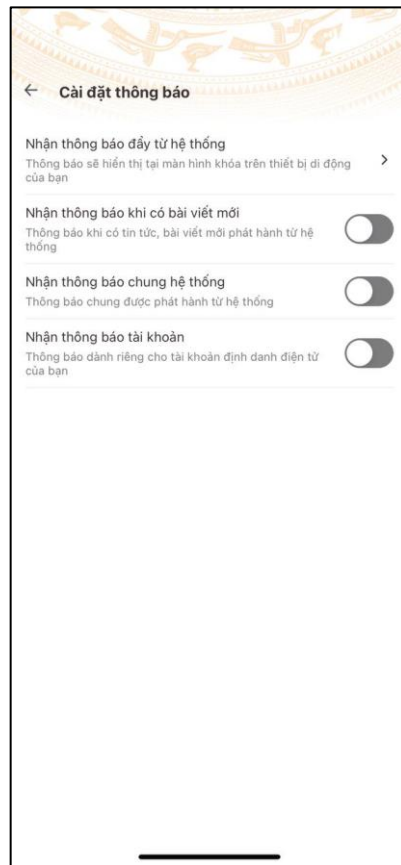 Cài đặt thông báo
Nhận thông báo đẩy từ hệ thống
Thông báo sẽ hiển thị tại màn hình khóa trên thiết bị di động
của bạn
Nhận thông báo khi có bài viết mới
Thông báo khi có tin tức, bài viết mới phát hành từ hệ
thống
Nhận thông báo chung hệ thống
Thông báo chung được phát hành từ hệ thống
Nhận thông báo tài khoản
Thông báo dành riêng cho tài khoản định danh điện tử
của bạn